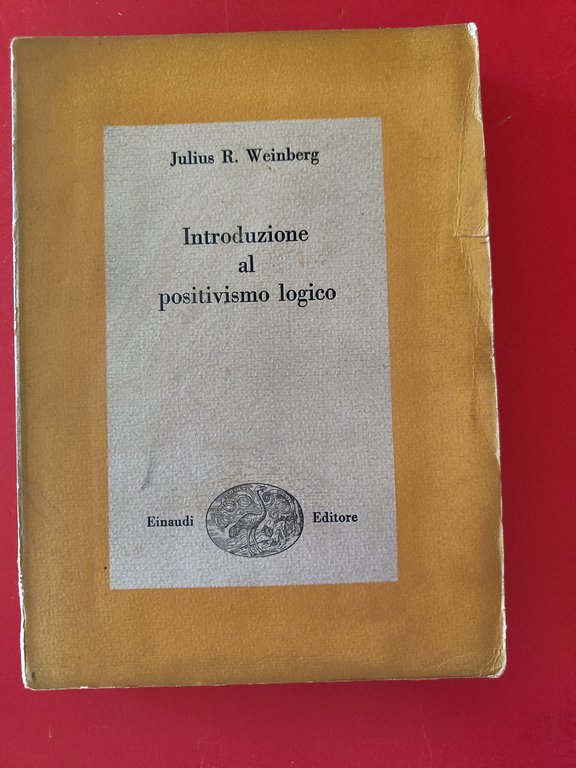 Julius R. Weinberg
Introduzione
al
positivismo logico
Einaudi Editore